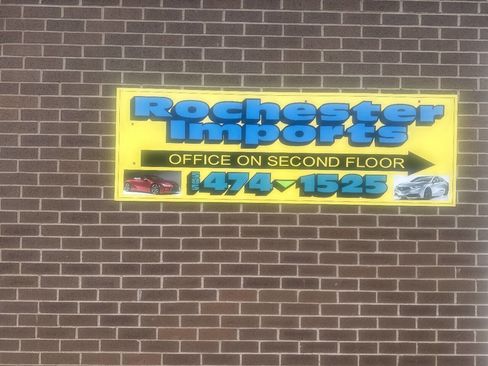 Rochester
Imports
OFFICE ON SECOND FLOOR
474 1525